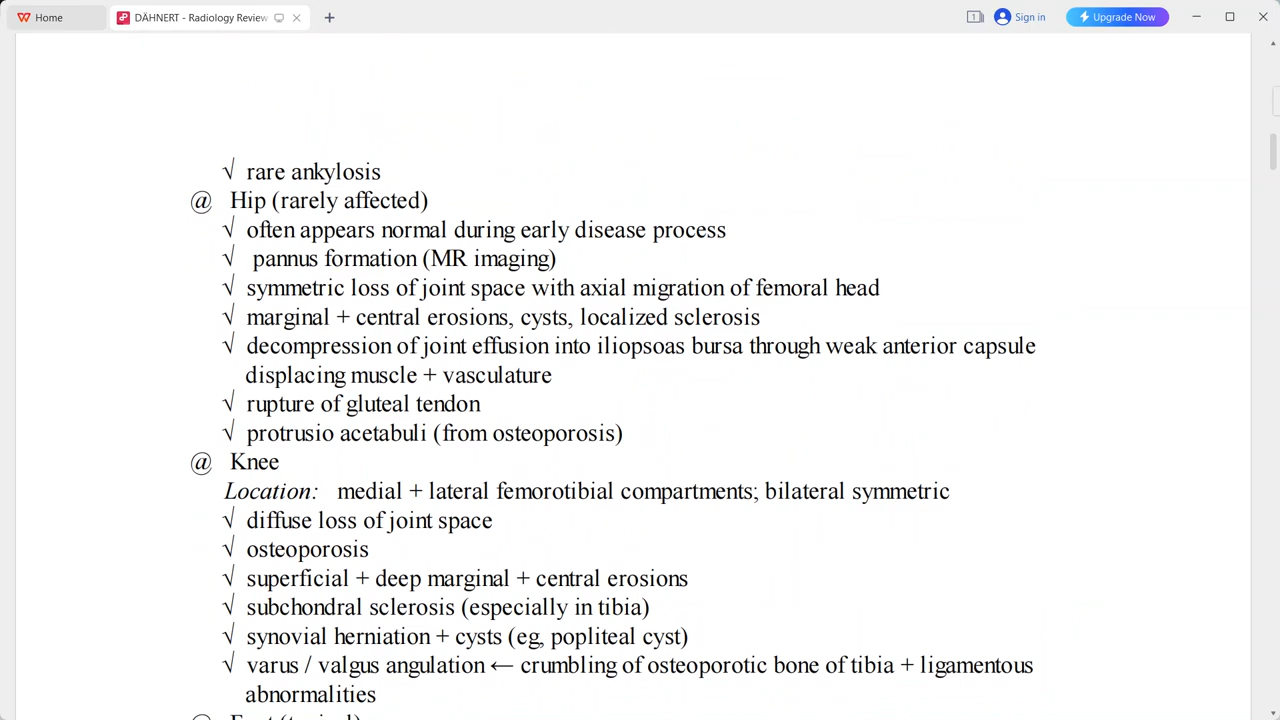 Home
DÄHNERT - Radiology Review
1
Sign in
Upgrade Now
√ rare ankylosis
@ Hip (rarely affected)
√ often appears normal during early disease process
√ pannus formation (MR imaging)
√ symmetric loss of joint space with axial migration of femoral head
√ marginal + central erosions, cysts, localized sclerosis
√ decompression of joint effusion into iliopsoas bursa through weak anterior capsule
displacing muscle + vasculature
√ rupture of gluteal tendon
√ protrusio acetabuli (from osteoporosis)
@ Knee
Location: medial + lateral femorotibial compartments; bilateral symmetric
√ diffuse loss of joint space
√ osteoporosis
√ superficial + deep marginal + central erosions
√ subchondral sclerosis (especially in tibia)
√ synovial herniation + cysts (eg, popliteal cyst)
√ varus / valgus angulation ← crumbling of osteoporotic bone of tibia + ligamentous
abnormalities